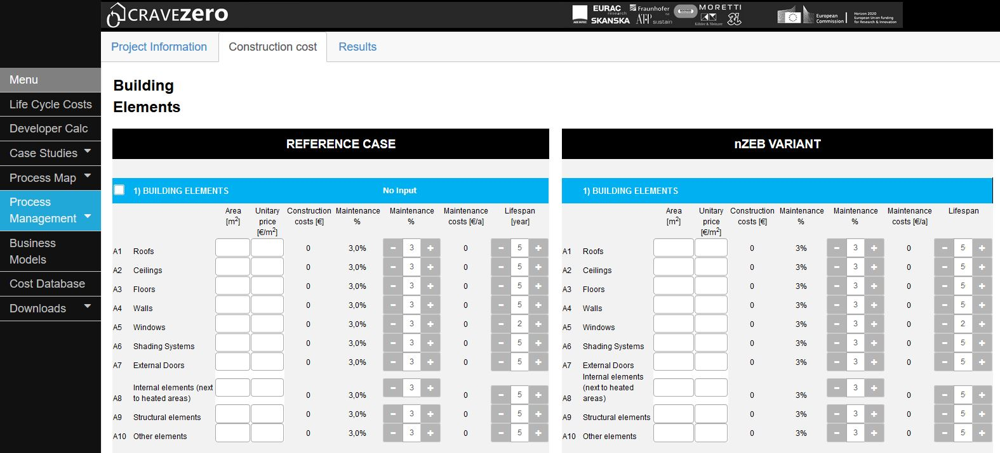 CRAVEzero
EURAC
research
SKANSKA
AEE INTEC
Fraunhofer
ATP
sustain
BOUYGUES
MORETTI
Köhler & Meinzer
European
Commission
Horizon 2020
European Union funding
for Research & Innovation
Project Information
Construction cost
Results
Menu
Life Cycle Costs
Developer Calc
Case Studies
Process Map
Process
Management
Business
Models
Cost Database
Downloads
Building
Elements
REFERENCE CASE
1) BUILDING ELEMENTS No Input
Area Unitary Construction Maintenance Maintenance Maintenance Lifespan
[m²] price costs [€] % % costs [€/a] [year]
[€/m²]
A1 Roofs 0 3,0% - 3 + 0 - 5 +
A2 Ceilings 0 3,0% - 3 + 0 - 5 +
A3 Floors 0 3,0% - 3 + 0 - 5 +
A4 Walls 0 3,0% - 3 + 0 - 5 +
A5 Windows 0 3,0% - 3 + 0 - 2 +
A6 Shading Systems 0 3,0% - 3 + 0 - 5 +
A7 External Doors 0 3,0% - 3 + 0 - 5 +
Internal elements (next
A8 to heated areas) 0 3,0% - 3 + 0 - 5 +
A9 Structural elements 0 3,0% - 3 + 0 - 5 +
A10 Other elements 0 3,0% - 3 + 0 - 5 +
nZEB VARIANT
1) BUILDING ELEMENTS
Area Unitary Construction Maintenance Maintenance Maintenance Lifespan
[m²] price costs [€] % % costs [€/a]
[€/m²]
A1 Roofs 0 3% - 3 + 0 - 5 +
A2 Ceilings 0 3% - 3 + 0 - 5 +
A3 Floors 0 3% - 3 + 0 - 5 +
A4 Walls 0 3% - 3 + 0 - 5 +
A5 Windows 0 3% - 3 + 0 - 2 +
A6 Shading Systems 0 3% - 3 + 0 - 5 +
A7 External Doors 0 3% - 3 + 0 - 5 +
Internal elements
(next to heated
A8 areas) 0 3% - 3 + 0 - 5 +
A9 Structural elements 0 3% - 3 + 0 - 5 +
A10 Other elements 0 3% - 3 + 0 - 5 +